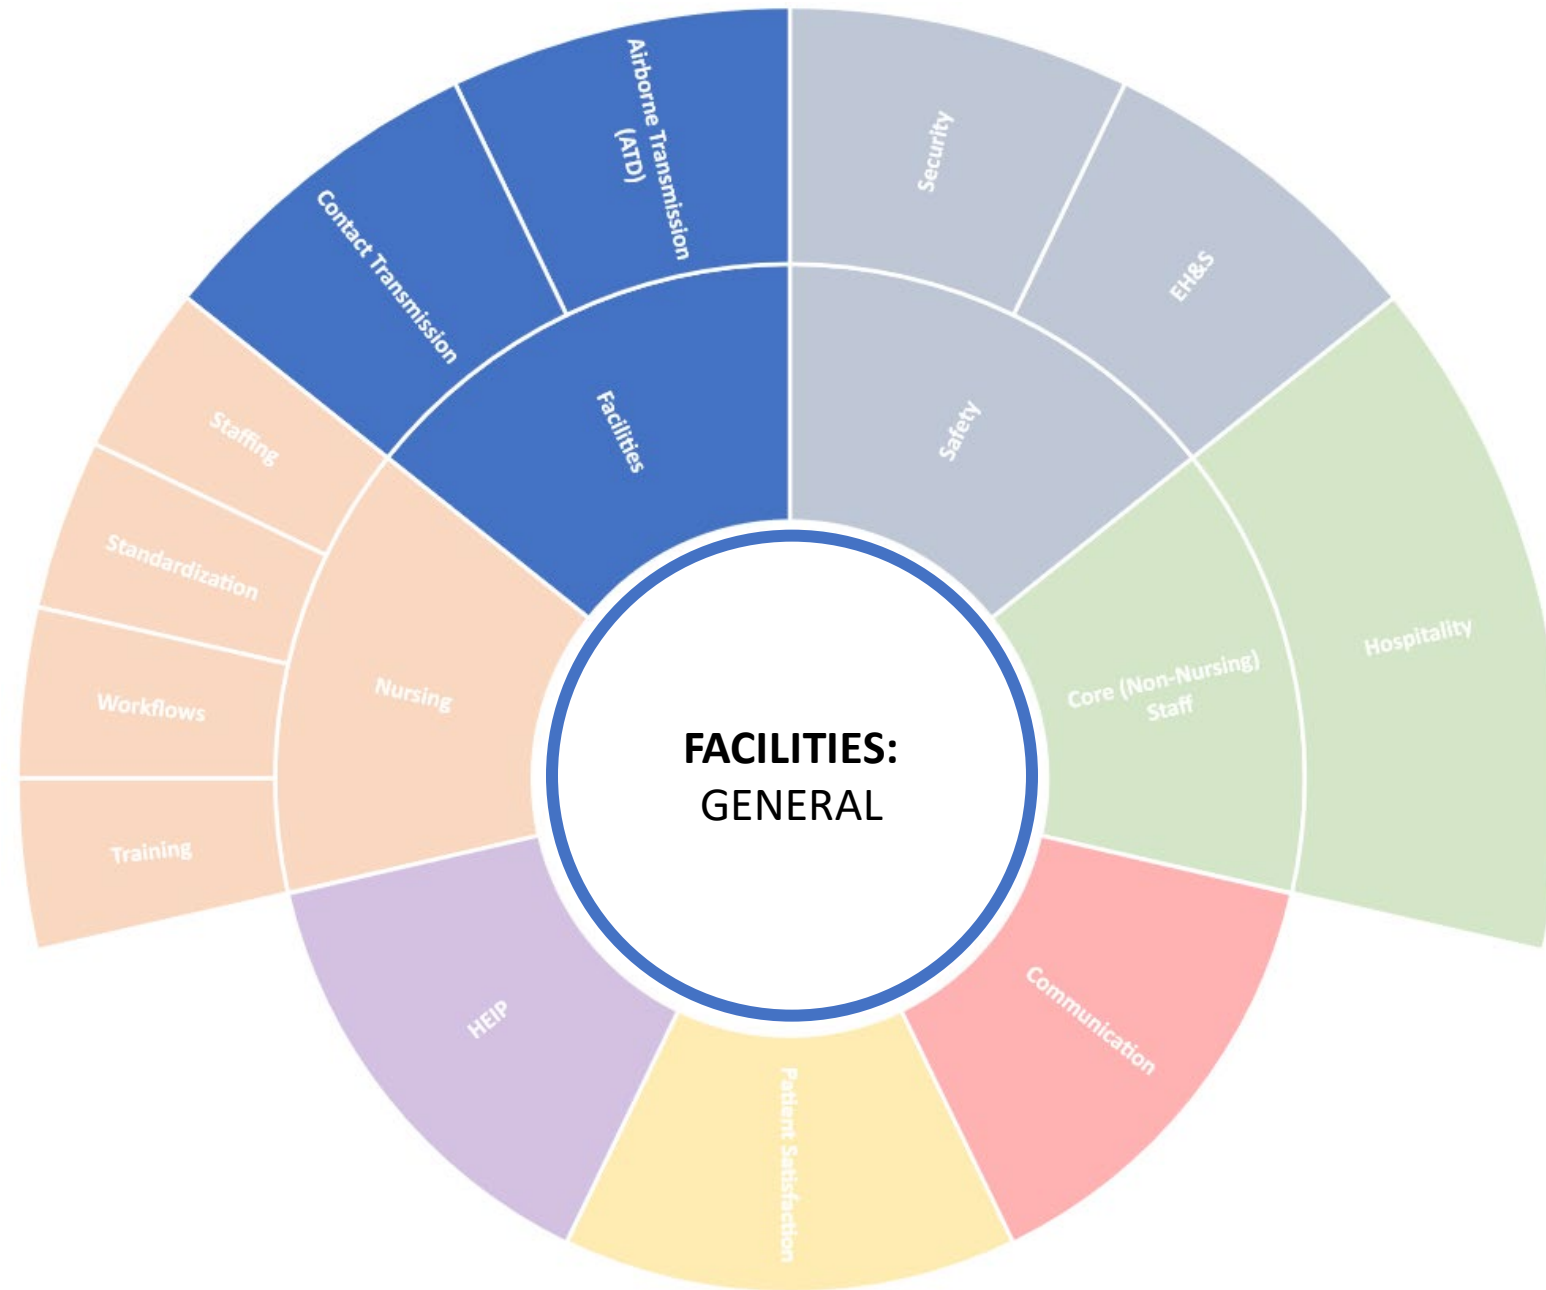 Airborne Transmission
(ATD)
Security
Contact Transmission
EH&S
Facilities
Safety
Staffing
Standardization
Hospitality
Nursing
Core (Non-Nursing)
Staff
Workflows
FACILITIES:
GENERAL
Training
HEIP
Communication
Patient Satisfaction